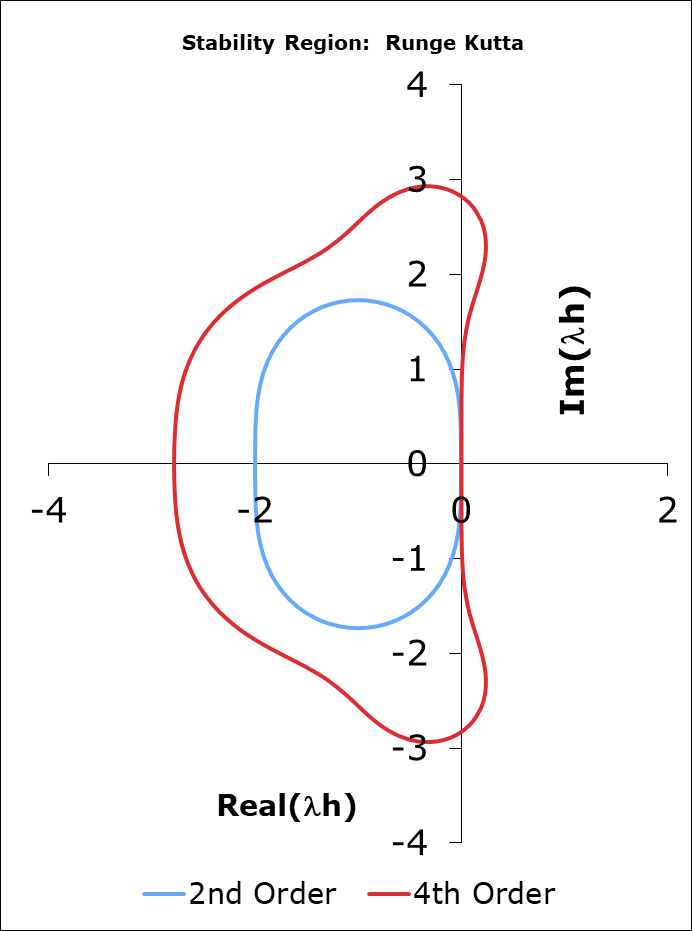 Stability Region:  Runge Kutta
4
3
2
1
0
-4
-2
0
2
-1
-2
-3
-4
Im(λh)
Real(λh)
2nd Order
4th Order